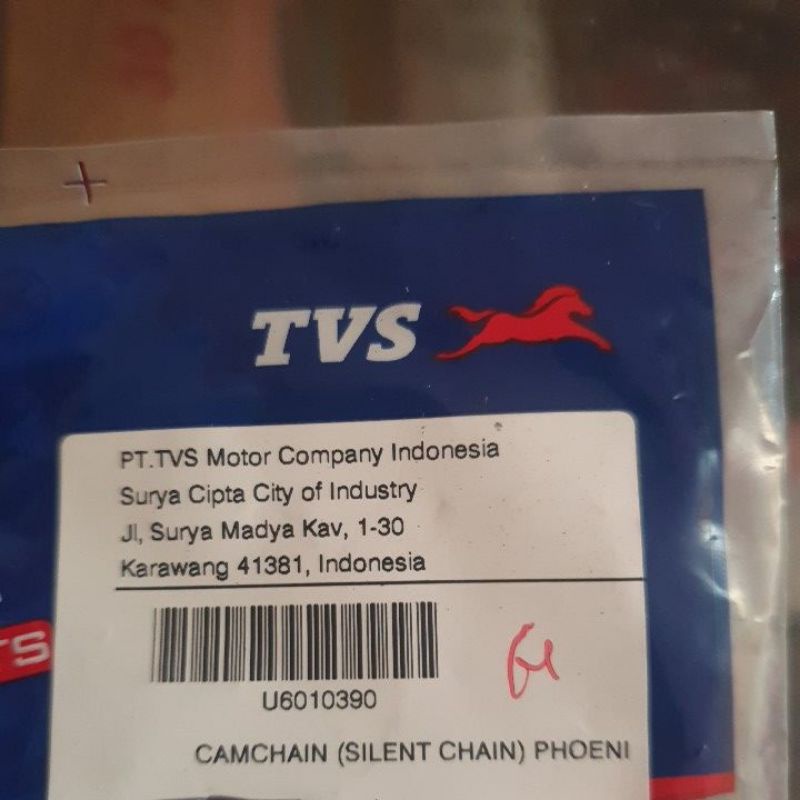 TVS
PT.TVS Motor Company Indonesia
Surya Cipta City of Industry
Jl, Surya Madya Kav, 1-30
Karawang 41381, Indonesia
TS
U6010390
CAMCHAIN (SILENT CHAIN) PHOENI